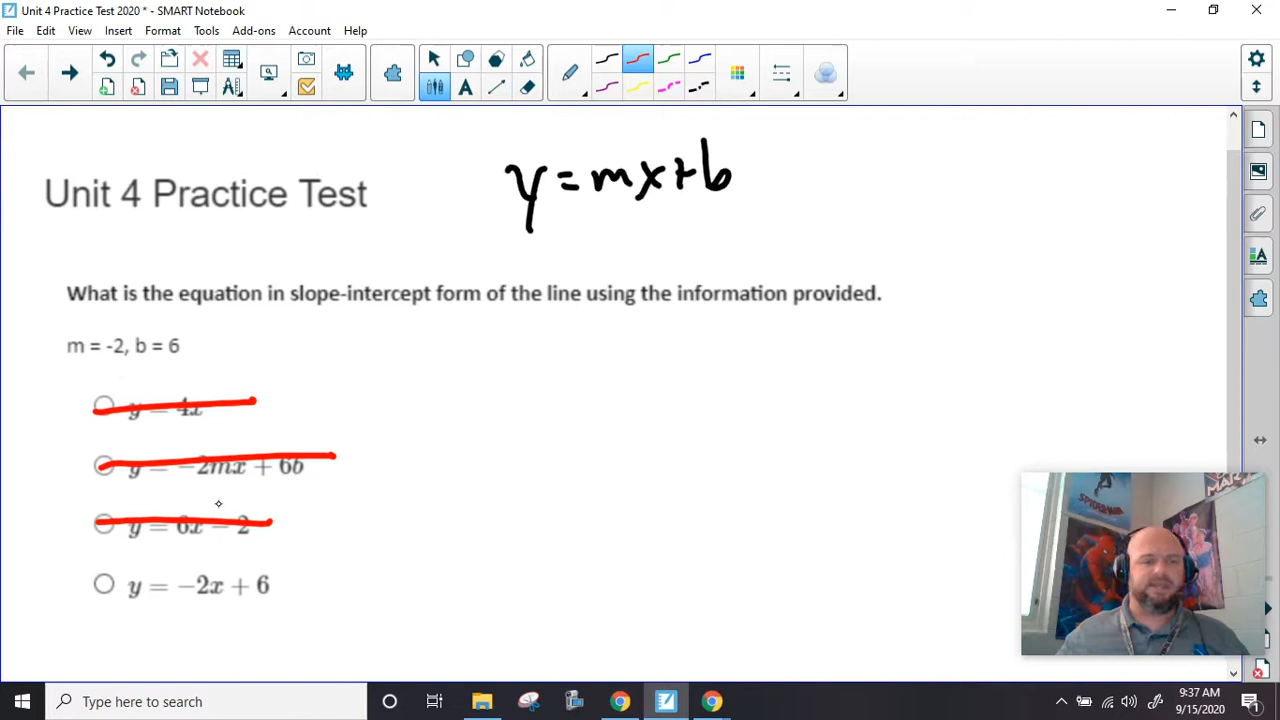 Unit 4 Practice Test 2020 * - SMART Notebook
File Edit View Insert Format Tools Add-ons Account Help
y=mx+b
Unit 4 Practice Test
What is the equation in slope-intercept form of the line using the information provided.
m = -2, b = 6
y = 4x
y = −2mx + 6b
y = 6x − 2
y = −2x + 6
Type here to search
9:37 AM
9/15/2020